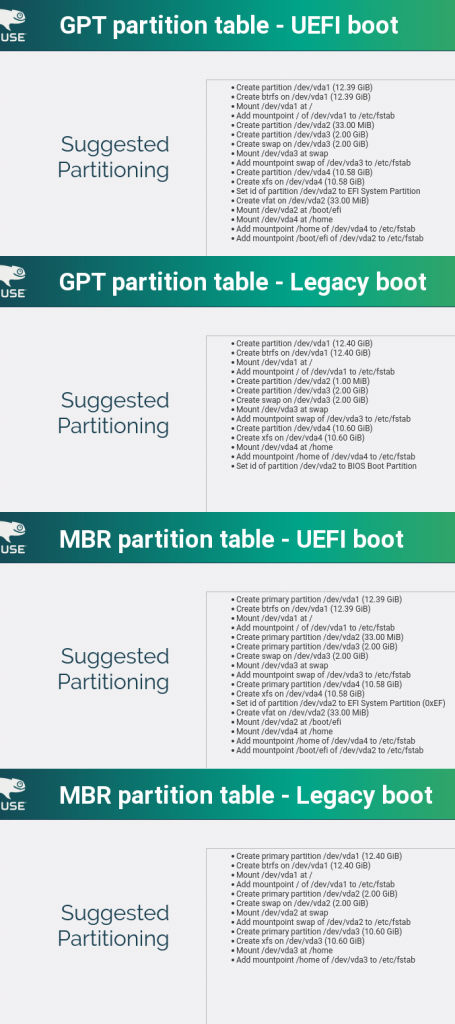 USE
GPT partition table - UEFI boot
Suggested
Partitioning
• Create partition /dev/vda1 (12.39 GiB)
• Create btrfs on /dev/vda1 (12.39 GiB)
• Mount /dev/vda1 at /
• Add mountpoint / of /dev/vda1 to /etc/fstab
• Create partition /dev/vda2 (33.00 MiB)
• Create partition /dev/vda3 (2.00 GiB)
• Create swap on /dev/vda3 (2.00 GiB)
• Mount /dev/vda3 at swap
• Add mountpoint swap of /dev/vda3 to /etc/fstab
• Create partition /dev/vda4 (10.58 GiB)
• Create xfs on /dev/vda4 (10.58 GiB)
• Set id of partition /dev/vda2 to EFI System Partition
• Create vfat on /dev/vda2 (33.00 MiB)
• Mount /dev/vda2 at /boot/efi
• Mount /dev/vda4 at /home
• Add mountpoint /home of /dev/vda4 to /etc/fstab
• Add mountpoint /boot/efi of /dev/vda2 to /etc/fstab
USE
GPT partition table - Legacy boot
Suggested
Partitioning
• Create partition /dev/vda1 (12.40 GiB)
• Create btrfs on /dev/vda1 (12.40 GiB)
• Mount /dev/vda1 at /
• Add mountpoint / of /dev/vda1 to /etc/fstab
• Create partition /dev/vda2 (1.00 MiB)
• Create partition /dev/vda3 (2.00 GiB)
• Create swap on /dev/vda3 (2.00 GiB)
• Mount /dev/vda3 at swap
• Add mountpoint swap of /dev/vda3 to /etc/fstab
• Create partition /dev/vda4 (10.60 GiB)
• Create xfs on /dev/vda4 (10.60 GiB)
• Mount /dev/vda4 at /home
• Add mountpoint /home of /dev/vda4 to /etc/fstab
• Set id of partition /dev/vda2 to BIOS Boot Partition
USE
MBR partition table - UEFI boot
Suggested
Partitioning
• Create primary partition /dev/vda1 (12.39 GiB)
• Create btrfs on /dev/vda1 (12.39 GiB)
• Mount /dev/vda1 at /
• Add mountpoint / of /dev/vda1 to /etc/fstab
• Create primary partition /dev/vda2 (33.00 MiB)
• Create primary partition /dev/vda3 (2.00 GiB)
• Create swap on /dev/vda3 (2.00 GiB)
• Mount /dev/vda3 at swap
• Add mountpoint swap of /dev/vda3 to /etc/fstab
• Create primary partition /dev/vda4 (10.58 GiB)
• Create xfs on /dev/vda4 (10.58 GiB)
• Set id of partition /dev/vda2 to EFI System Partition (0xEF)
• Create vfat on /dev/vda2 (33.00 MiB)
• Mount /dev/vda2 at /boot/efi
• Mount /dev/vda4 at /home
• Add mountpoint /home of /dev/vda4 to /etc/fstab
• Add mountpoint /boot/efi of /dev/vda2 to /etc/fstab
USE
MBR partition table - Legacy boot
Suggested
Partitioning
• Create primary partition /dev/vda1 (12.40 GiB)
• Create btrfs on /dev/vda1 (12.40 GiB)
• Mount /dev/vda1 at /
• Add mountpoint / of /dev/vda1 to /etc/fstab
• Create primary partition /dev/vda2 (2.00 GiB)
• Create swap on /dev/vda2 (2.00 GiB)
• Mount /dev/vda2 at swap
• Add mountpoint swap of /dev/vda2 to /etc/fstab
• Create primary partition /dev/vda3 (10.60 GiB)
• Create xfs on /dev/vda3 (10.60 GiB)
• Mount /dev/vda3 at /home
• Add mountpoint /home of /dev/vda3 to /etc/fstab